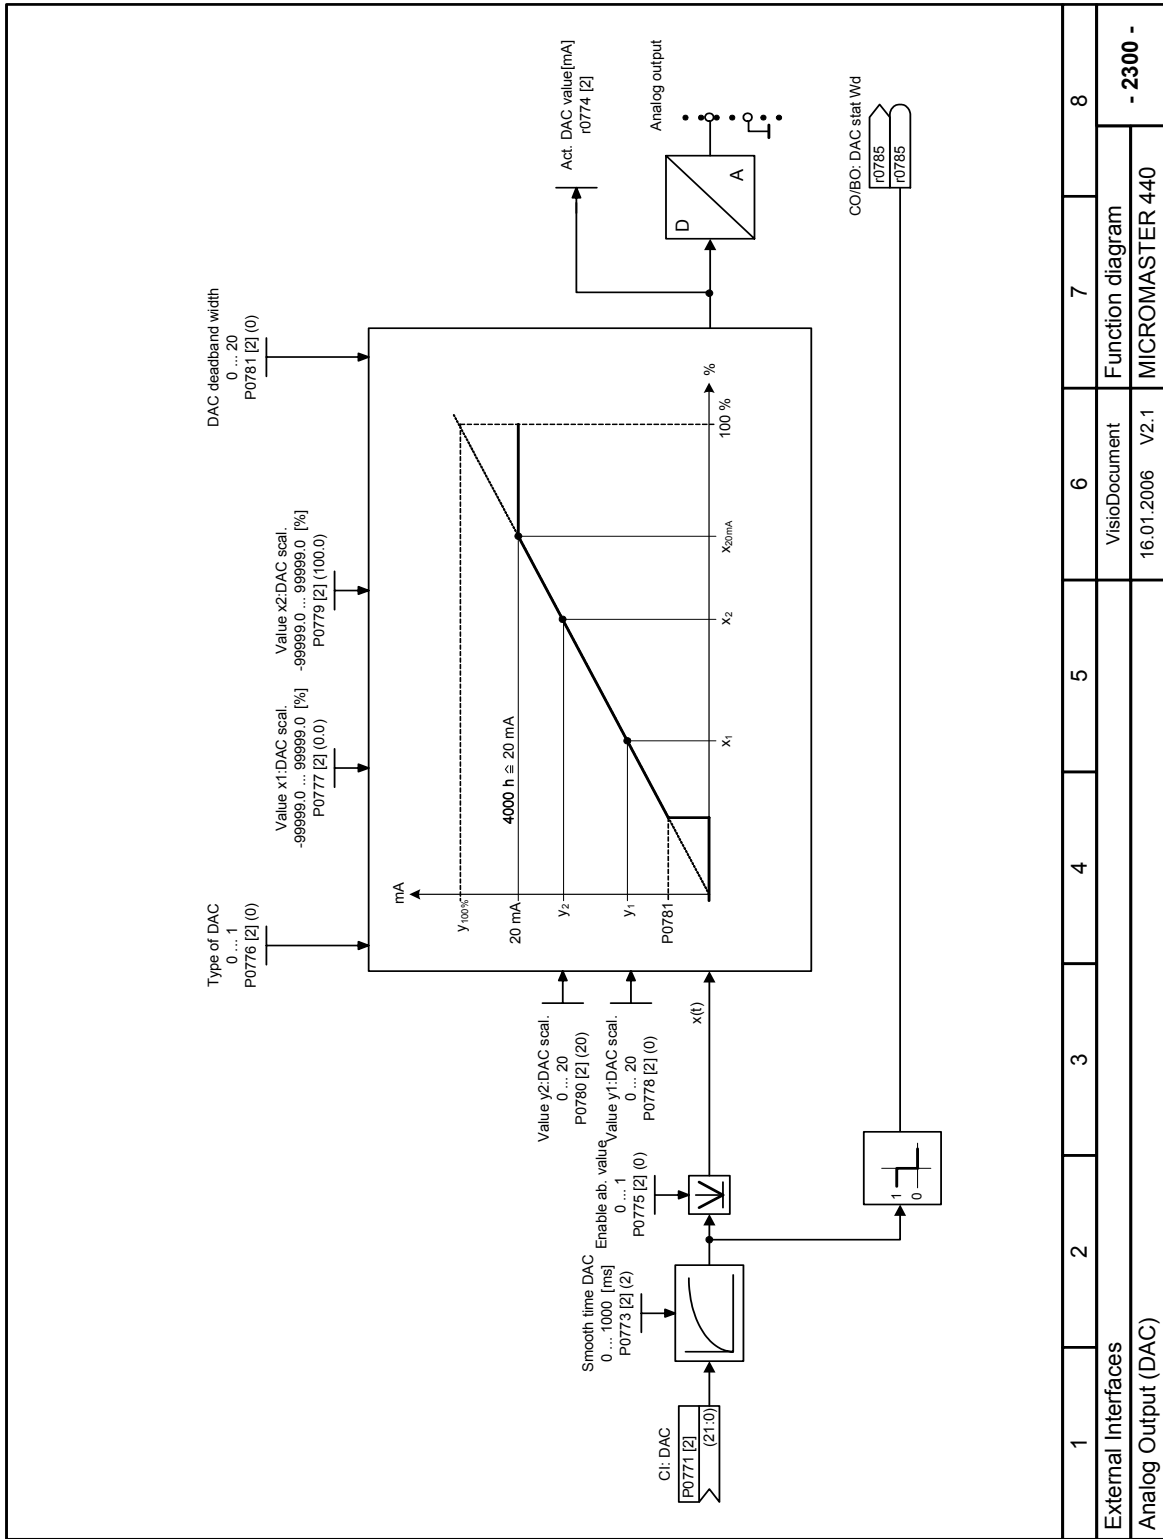 Type of DAC
0 ... 1
P0776 [2] (0)
Value x1:DAC scal.
-99999.0 ... 99999.0 [%]
P0777 [2] (0.0)
Value x2:DAC scal.
-99999.0 ... 99999.0 [%]
P0779 [2] (100.0)
DAC deadband width
0 ... 20
P0781 [2] (0)
mA
y100%
20 mA
y2
y1
P0781
4000 h ≙ 20 mA
x1
x2
x20mA
100 %
%
Value y2:DAC scal.
0 ... 20
P0780 [2] (20)
Value y1:DAC scal.
0 ... 20
P0778 [2] (0)
x(t)
Enable ab. value
0 ... 1
P0775 [2] (0)
Smooth time DAC
0 ... 1000 [ms]
P0773 [2] (2)
CI: DAC
P0771 [2]
(21:0)
Act. DAC value[mA]
r0774 [2]
Analog output
D
A
1
0
CO/BO: DAC stat Wd
r0785
r0785
1 2 3 4 5 6 7 8
External Interfaces
VisioDocument
Function diagram
- 2300 -
Analog Output (DAC)
16.01.2006 V2.1
MICROMASTER 440